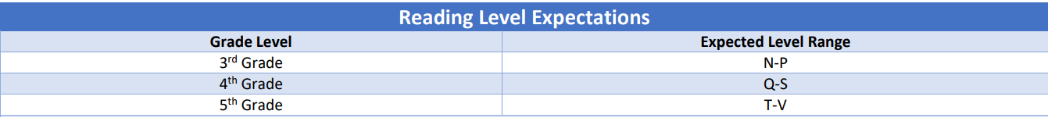 Reading Level Expectations
Grade Level Expected Level Range
3rd Grade N-P
4th Grade Q-S
5th Grade T-V